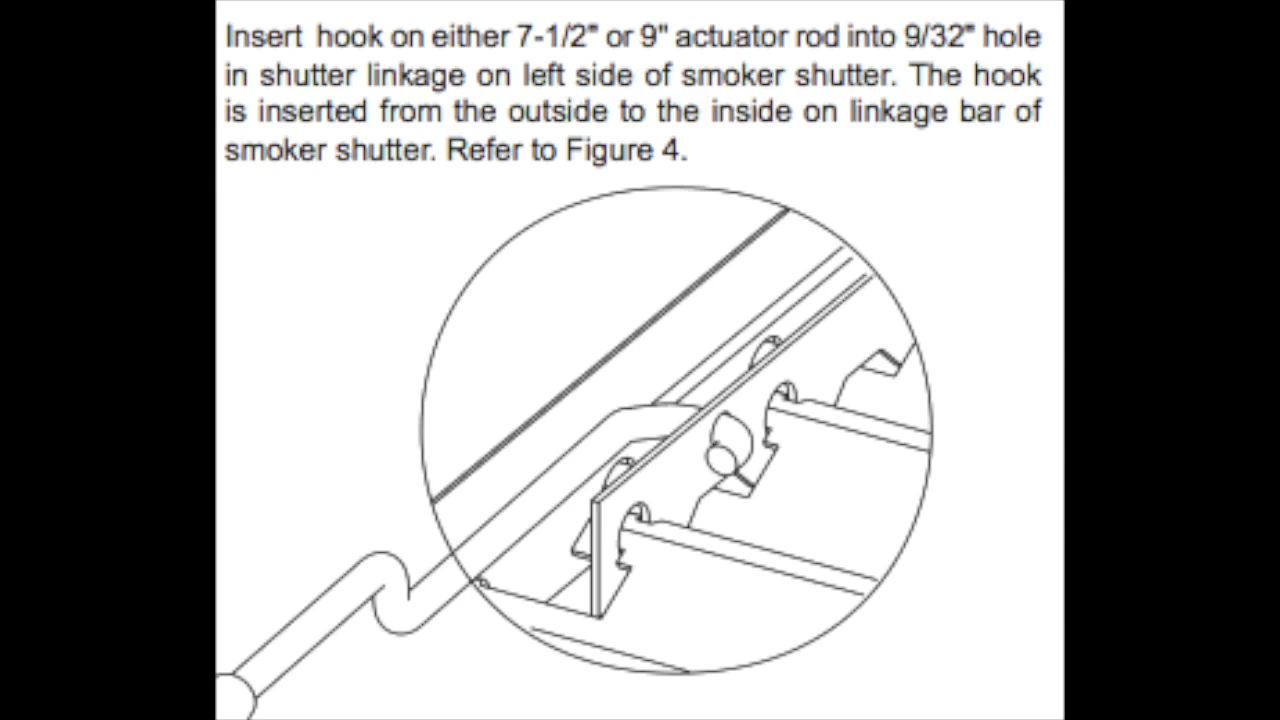 Insert hook on either 7-1/2" or 9" actuator rod into 9/32" hole
in shutter linkage on left side of smoker shutter. The hook
is inserted from the outside to the inside on linkage bar of
smoker shutter. Refer to Figure 4.